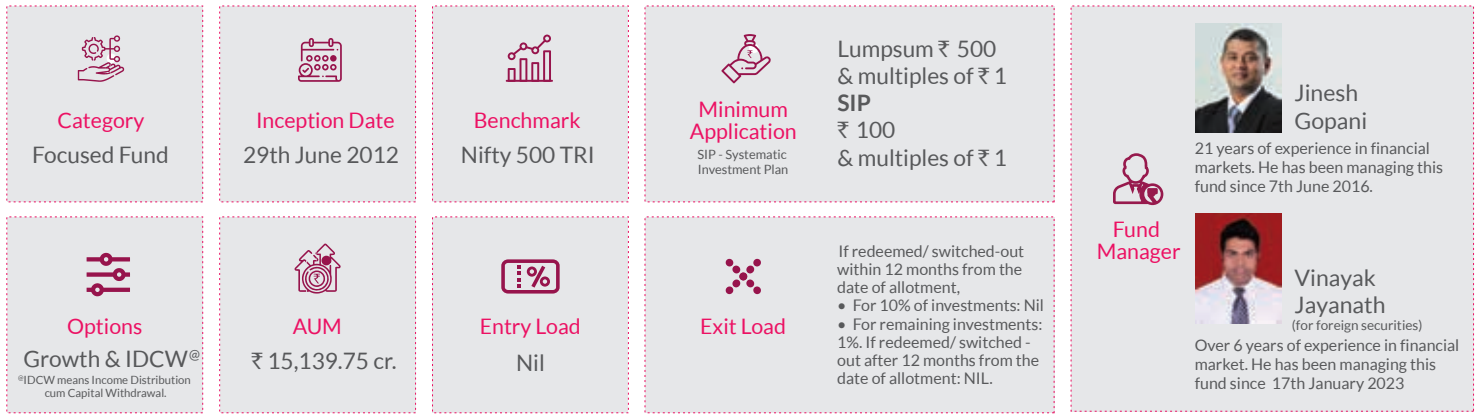 Category
Focused Fund
Inception Date
29th June 2012
Benchmark
Nifty 500 TRI
Minimum
Application
SIP - Systematic
Investment Plan
Lumpsum ₹ 500
& multiples of ₹ 1
SIP
₹ 100
& multiples of ₹ 1
Options
Growth & IDCW@
@IDCW means Income Distribution
cum Capital Withdrawal.
AUM
₹ 15,139.75 cr.
Entry Load
Nil
Exit Load
If redeemed/ switched-out
within 12 months from the
date of allotment,
• For 10% of investments: Nil
• For remaining investments:
1%. If redeemed/ switched -
out after 12 months from the
date of allotment: NIL.
Fund
Manager
Jinesh
Gopani
21 years of experience in financial
markets. He has been managing this
fund since 7th June 2016.
Vinayak
Jayanath
(for foreign securities)
Over 6 years of experience in financial
market. He has been managing this
fund since 17th January 2023